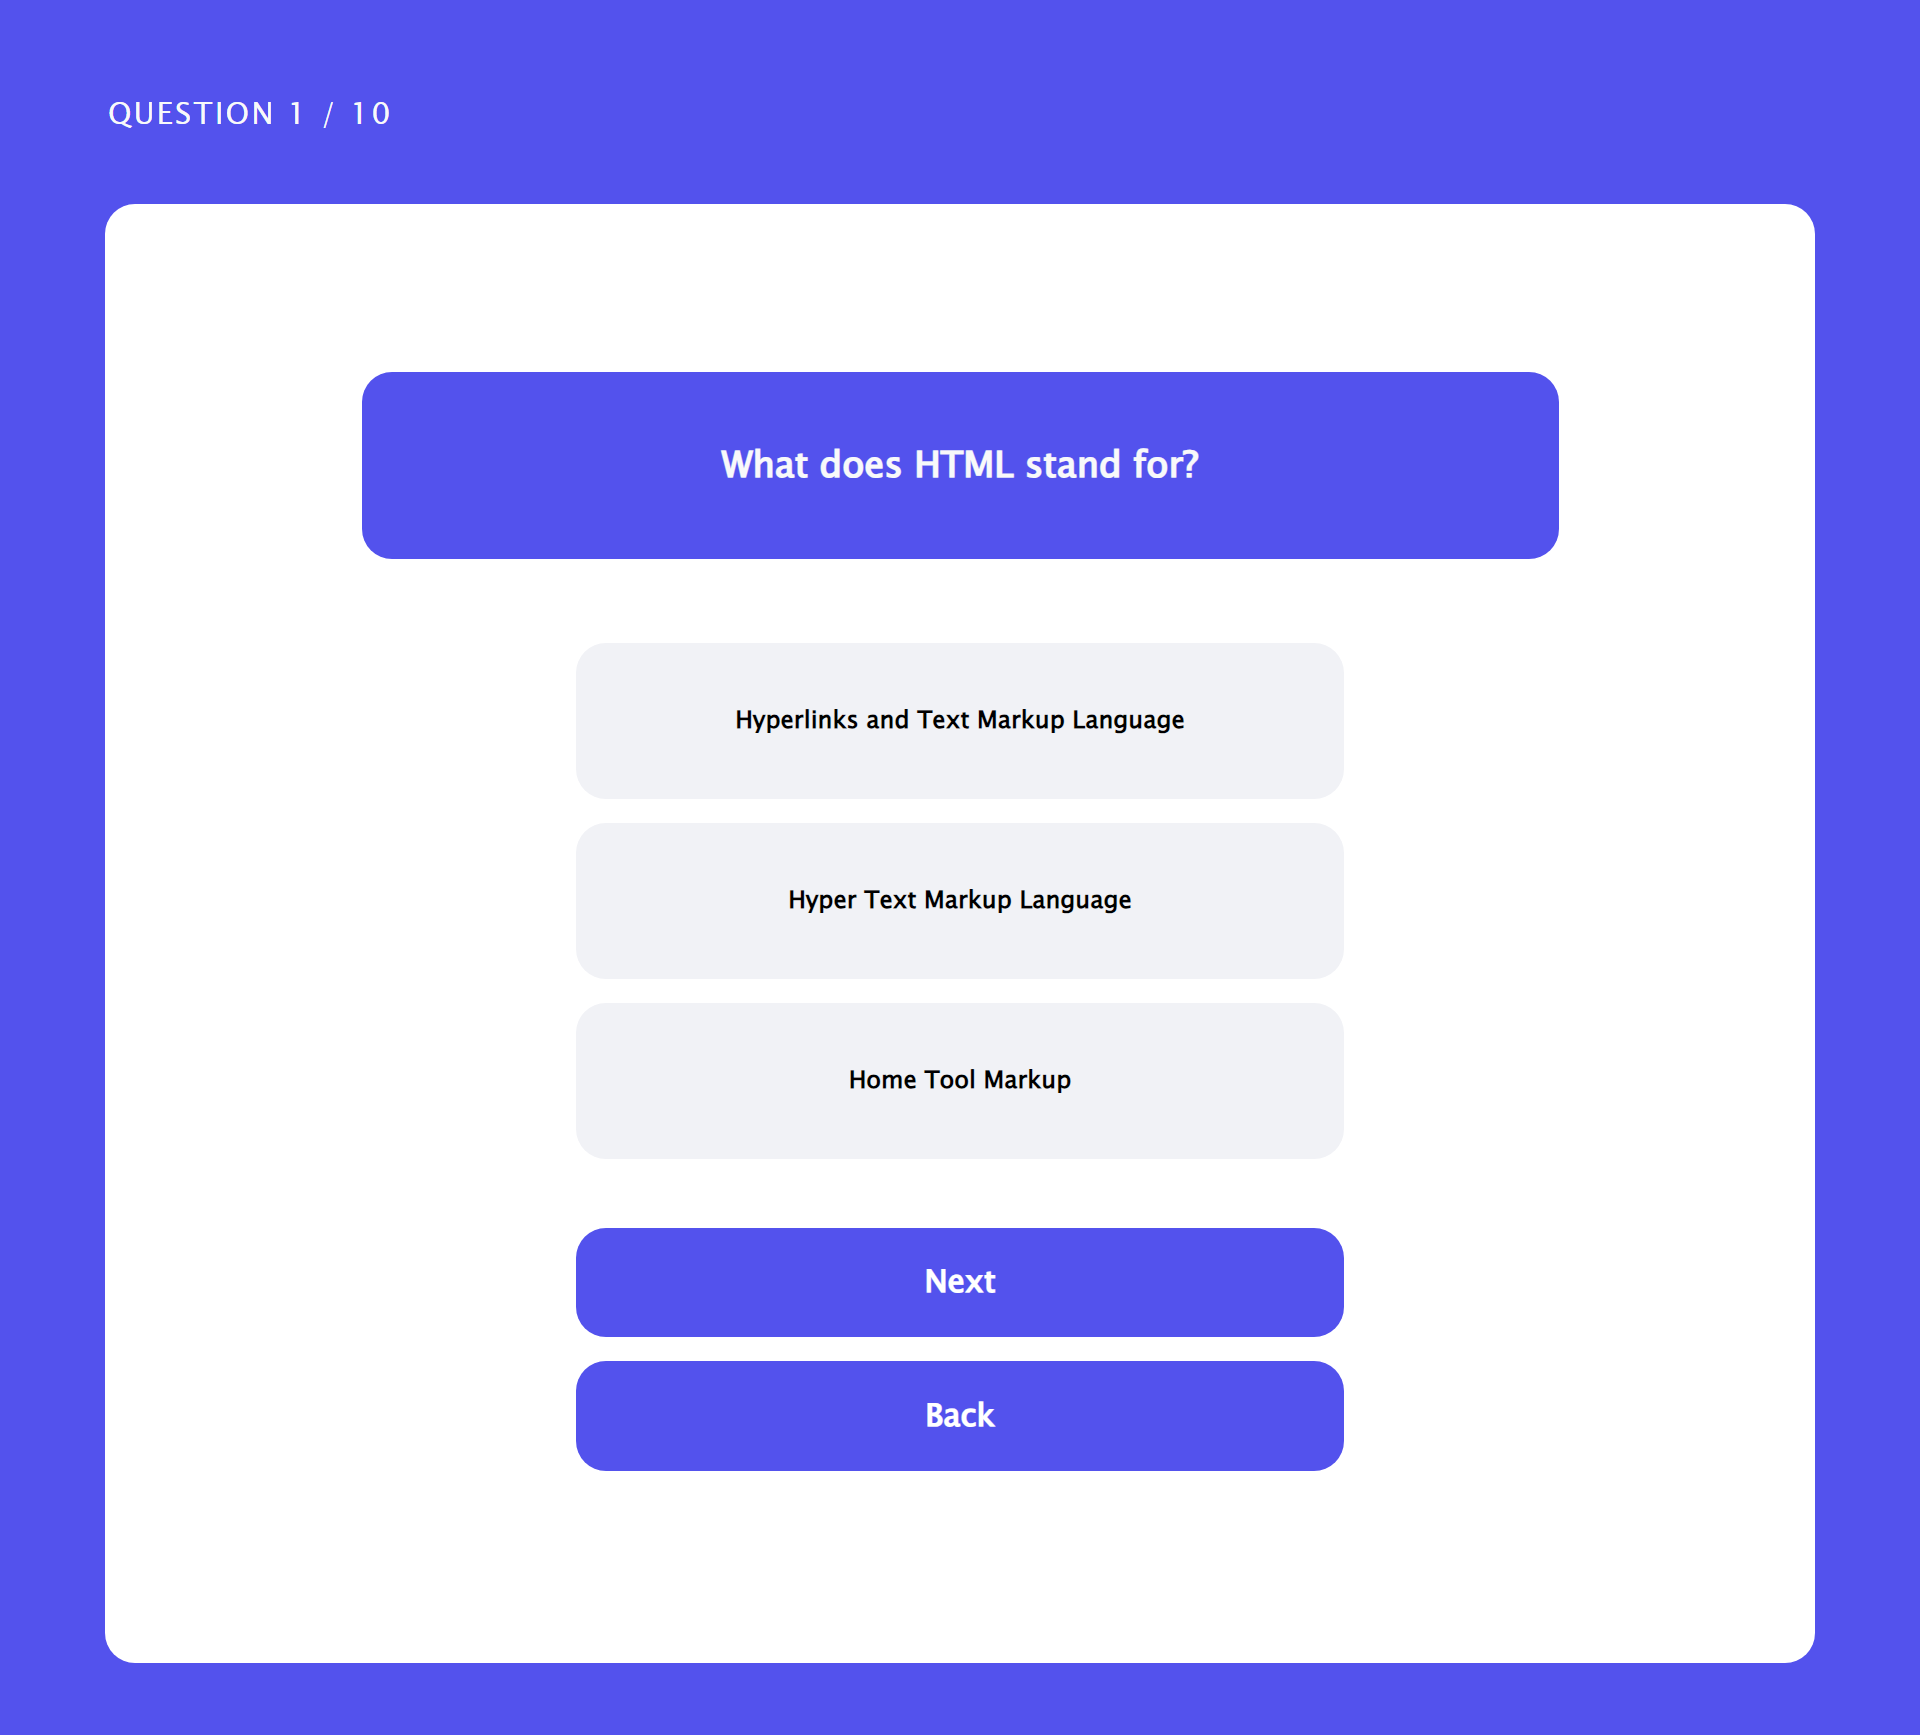 QUESTION 1 / 10
What does HTML stand for?
Hyperlinks and Text Markup Language
Hyper Text Markup Language
Home Tool Markup
Next
Back